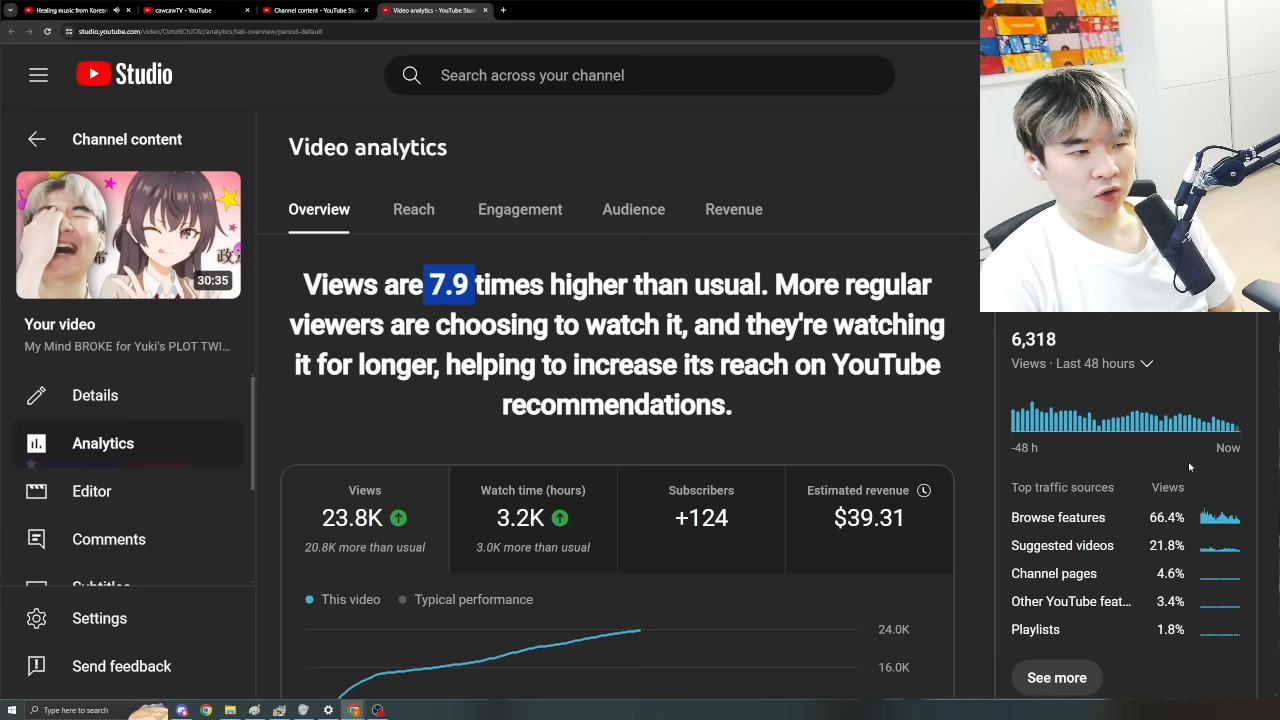 Healing music from Korean
cawcawTV - YouTube
Channel content - YouTube Stu
Video analytics - YouTube Stud
Studio
Search across your channel
Channel content
30:35
Your video
My Mind BROKE for Yuki's PLOT TWI...
Details
Analytics
Editor
Comments
Subtitles
Settings
Send feedback
Video analytics
Overview
Reach
Engagement
Audience
Revenue
Views are 7.9 times higher than usual. More regular
viewers are choosing to watch it, and they're watching
it for longer, helping to increase its reach on YouTube
recommendations.
Views
23.8K
20.8K more than usual
Watch time (hours)
3.2K
3.0K more than usual
Subscribers
+124
Estimated revenue
$39.31
This video
Typical performance
24.0K
16.0K
6,318
Views · Last 48 hours
-48 h
Now
Top traffic sources
Views
Browse features
66.4%
Suggested videos
21.8%
Channel pages
4.6%
Other YouTube feat...
3.4%
Playlists
1.8%
See more
Type here to search